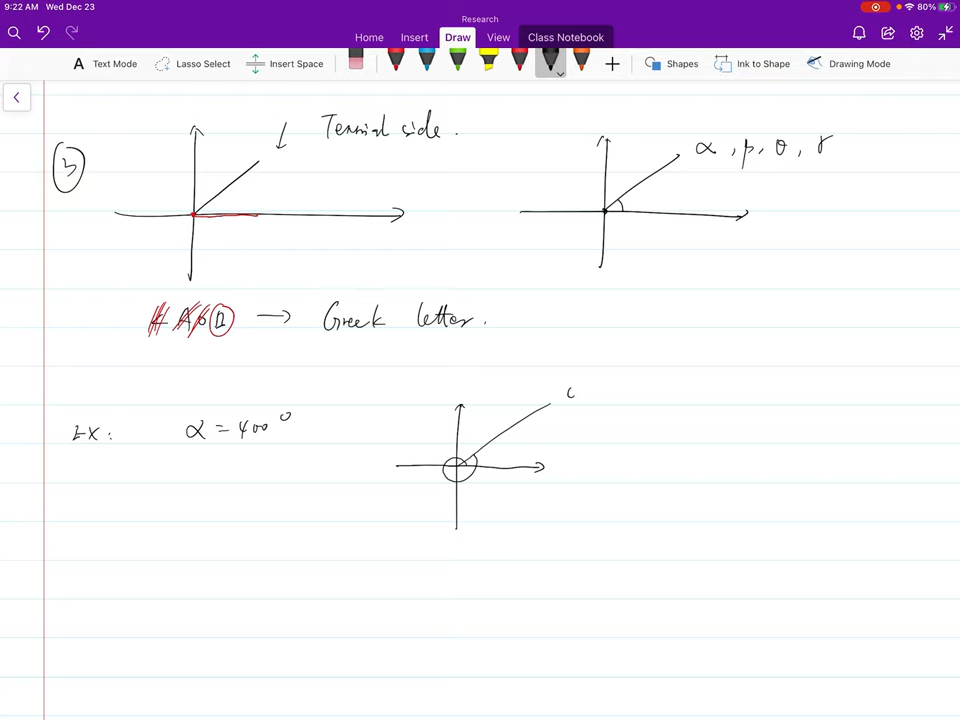 9:22 AM Wed Dec 23
80%
Research
Home Insert Draw View Class Notebook
A Text Mode Lasso Select Insert Space Shapes Ink to Shape Drawing Mode
3
Terminal side.
α, β, θ, γ
→ Greek letter.
Ex: α = 400°